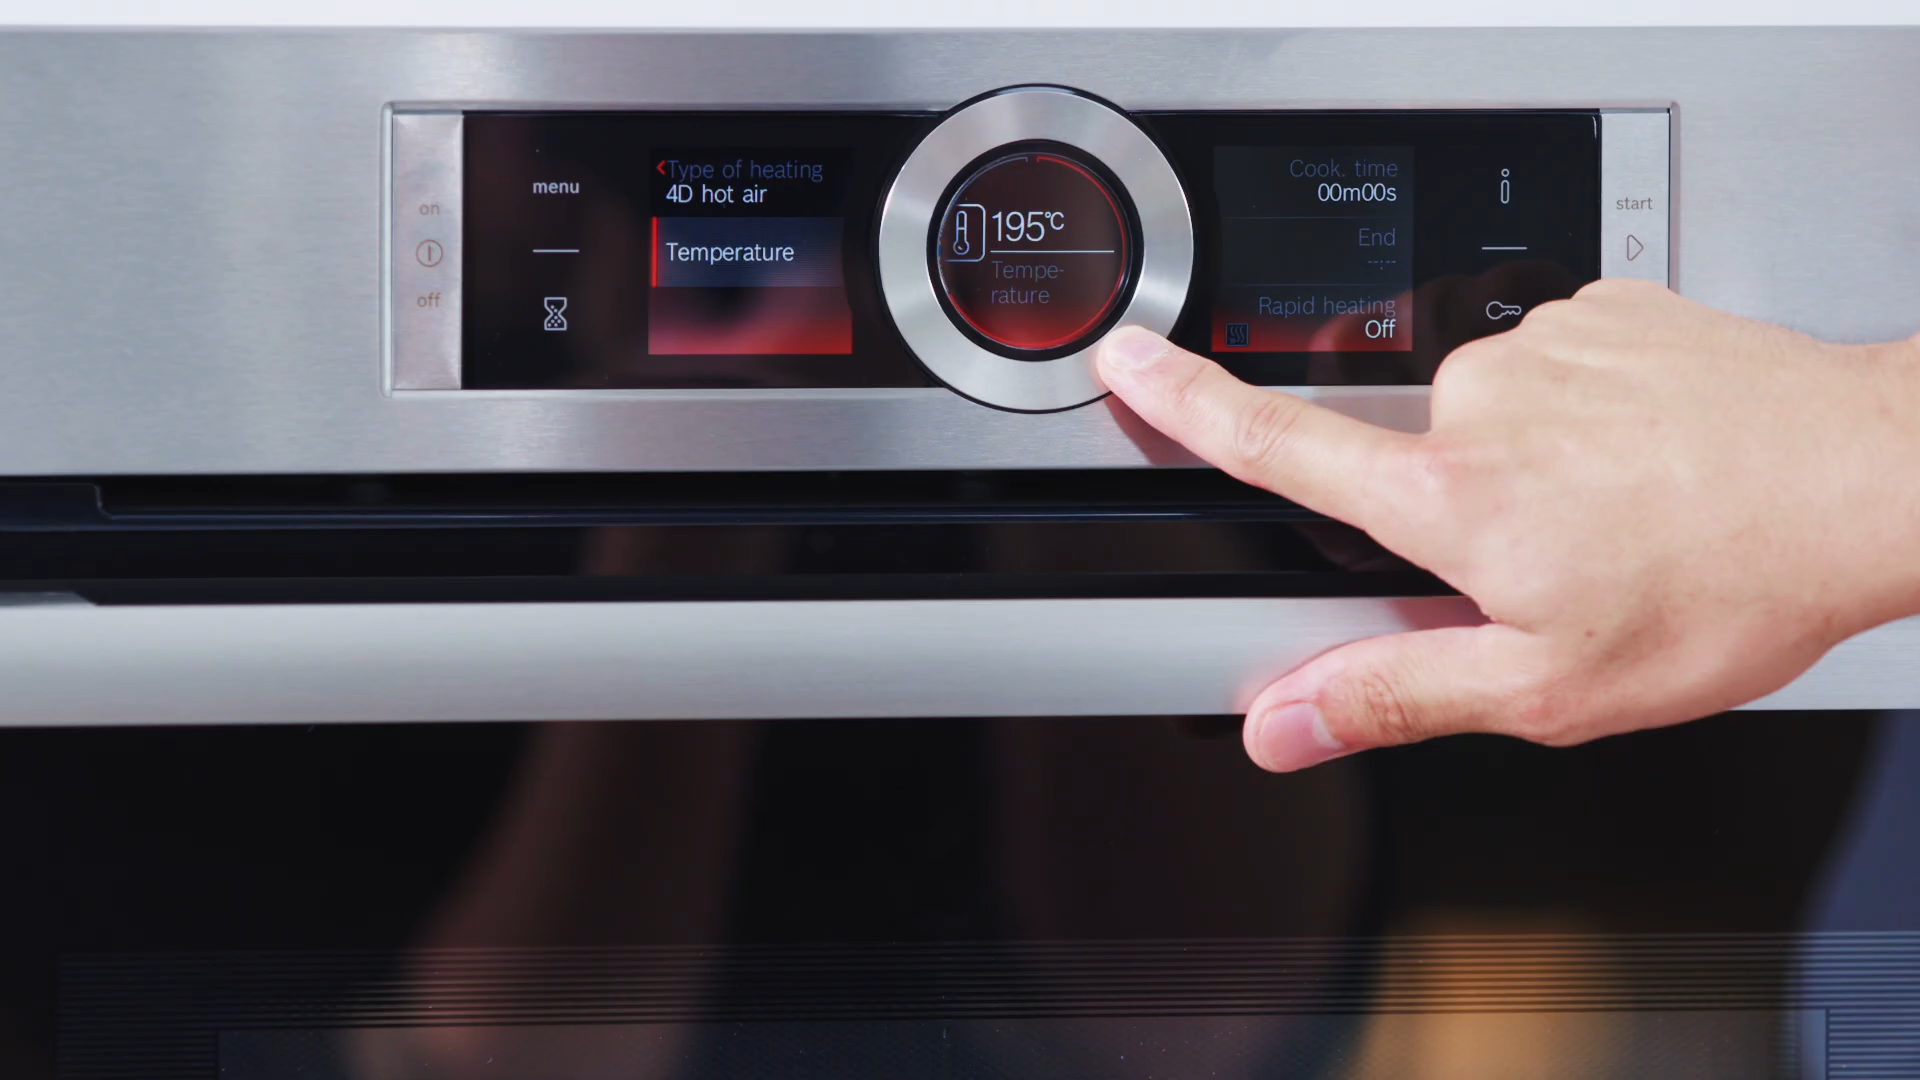 on
off
menu
Type of heating
4D hot air
Temperature
195°C
Tempe-
rature
Cook. time
00m00s
End
--:--
Rapid heating
Off
start